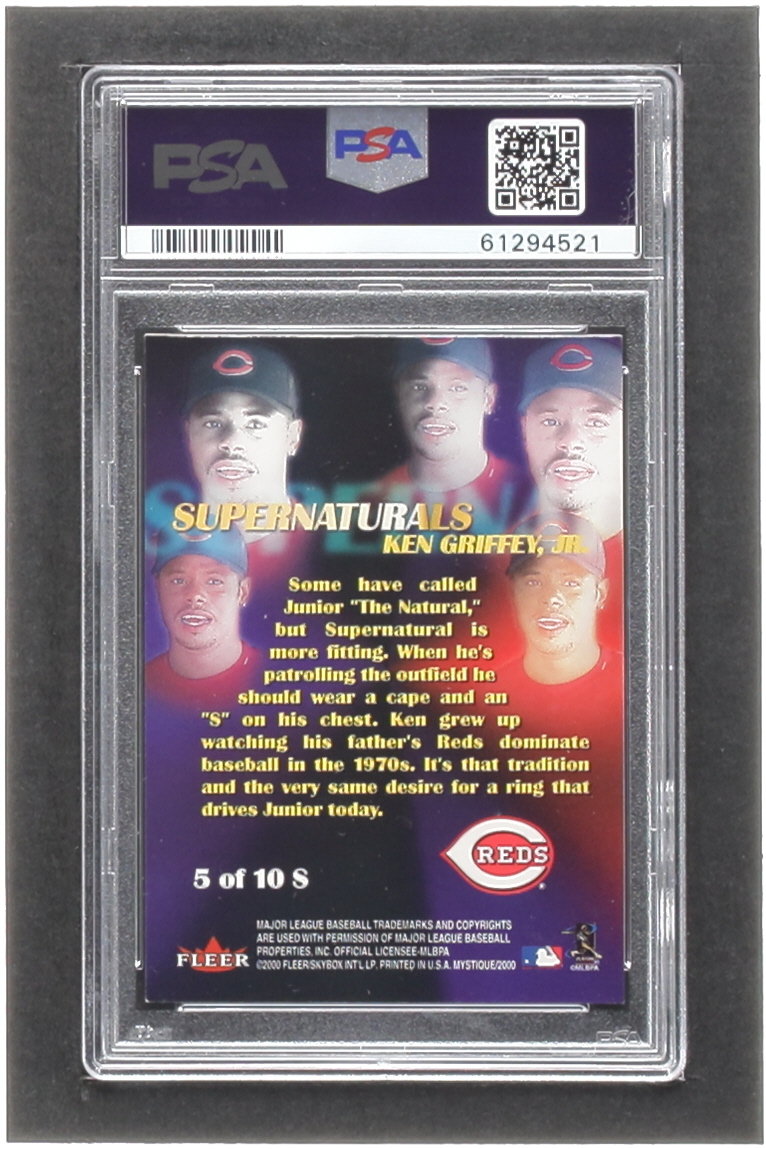 PSA
PSA
61294521
SUPERNA
SUPERNATURALS
KEN GRIFFEY, JR.
Some have called
Junior "The Natural,"
but Supernatural is
more fitting. When he's
patrolling the outfield he
should wear a cape and an
"S" on his chest. Ken grew up
watching his father's Reds dominate
baseball in the 1970s. It's that tradition
and the very same desire for a ring that
drives Junior today.
REDS
5 of 10 S
MAJOR LEAGUE BASEBALL TRADEMARKS AND COPYRIGHTS
ARE USED WITH PERMISSION OF MAJOR LEAGUE BASEBALL
PROPERTIES, INC. OFFICIAL LICENSEE-MLBPA
©2000 FLEER/SKYBOX INT'L LP. PRINTED IN U.S.A. MYSTIQUE/2000
FLEER
©MLBPA
PSA